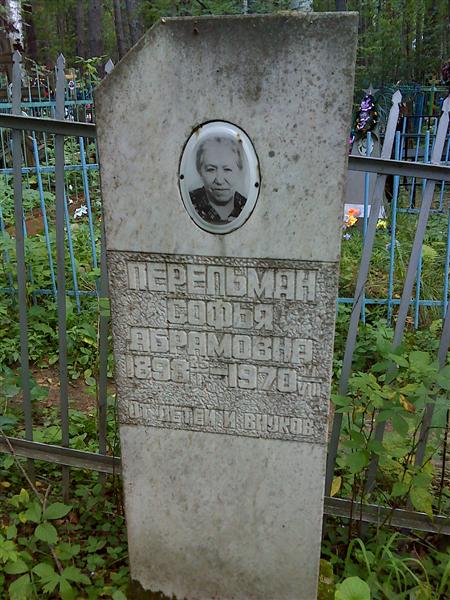 ПЕРЕЛЬМАН
СОФЬЯ
АБРАМОВНА
1898 – 1970
ОТ ДЕТЕЙ И ВНУКОВ